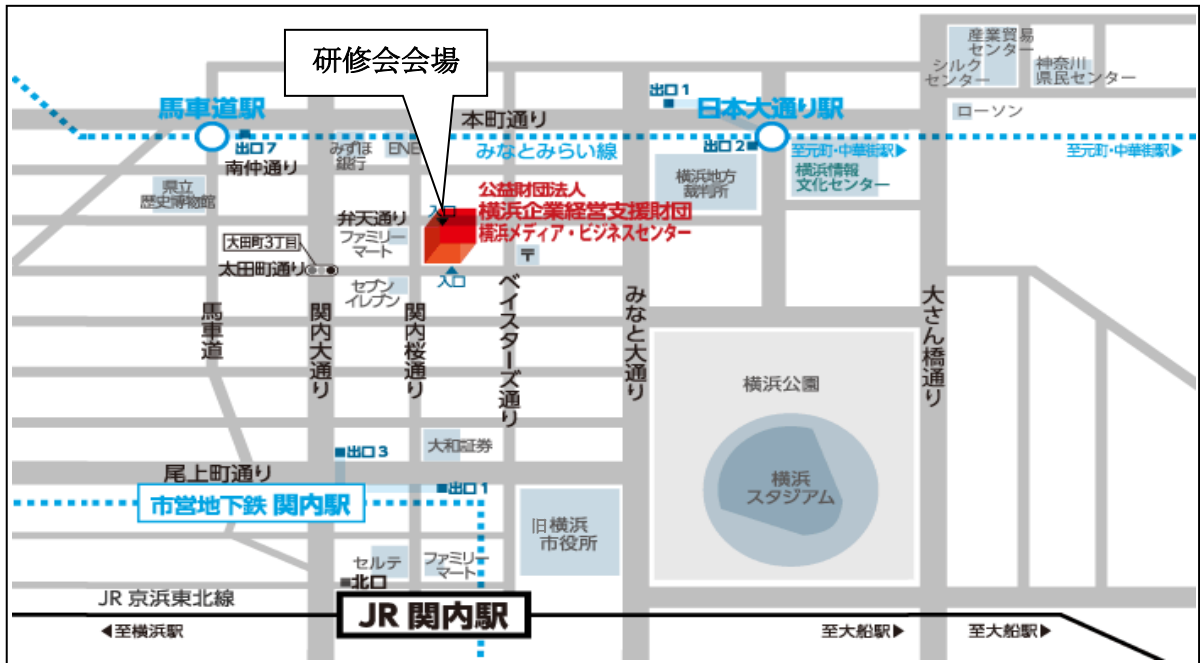 産業貿易
センター
シルク
センター
神奈川
県民センター
研修会会場
出口1
馬車道駅
日本大通り駅
ローソン
本町通り
出口7
みずほ
銀行
ENE
みなとみらい線
出口2
至元町・中華街駅▶
至元町・中華街駅▶
南仲通り
横浜地方
裁判所
横浜情報
文化センター
県立
歴史博物館
公益財団法人
入口
横浜企業経営支援財団
横浜メディア・ビジネスセンター
弁天通り
ファミリー
マート
大田町3丁目
太田町通り
〒
入口
セブン
イレブン
馬車道
関内大通り
関内桜通り
ベイスターズ通り
みなと大通り
大さん橋通り
横浜公園
横浜
スタジアム
出口3
大和証券
尾上町通り
出口1
市営地下鉄 関内駅
旧横浜
市役所
セルテ
ファミリー
マート
北口
JR 京浜東北線
JR 関内駅
◀至横浜駅
至大船駅▶
至大船駅▶